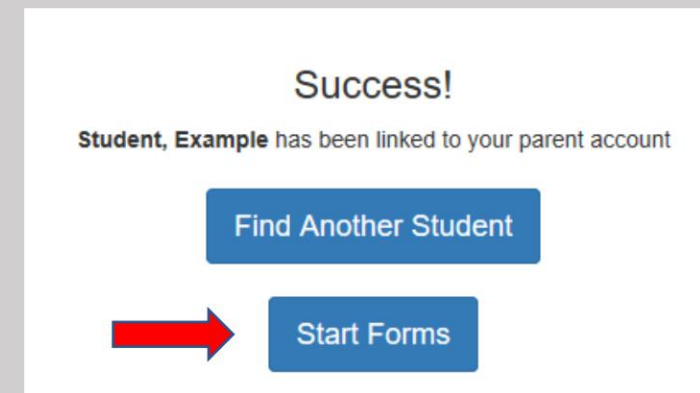 Success!
Student, Example has been linked to your parent account
Find Another Student
Start Forms